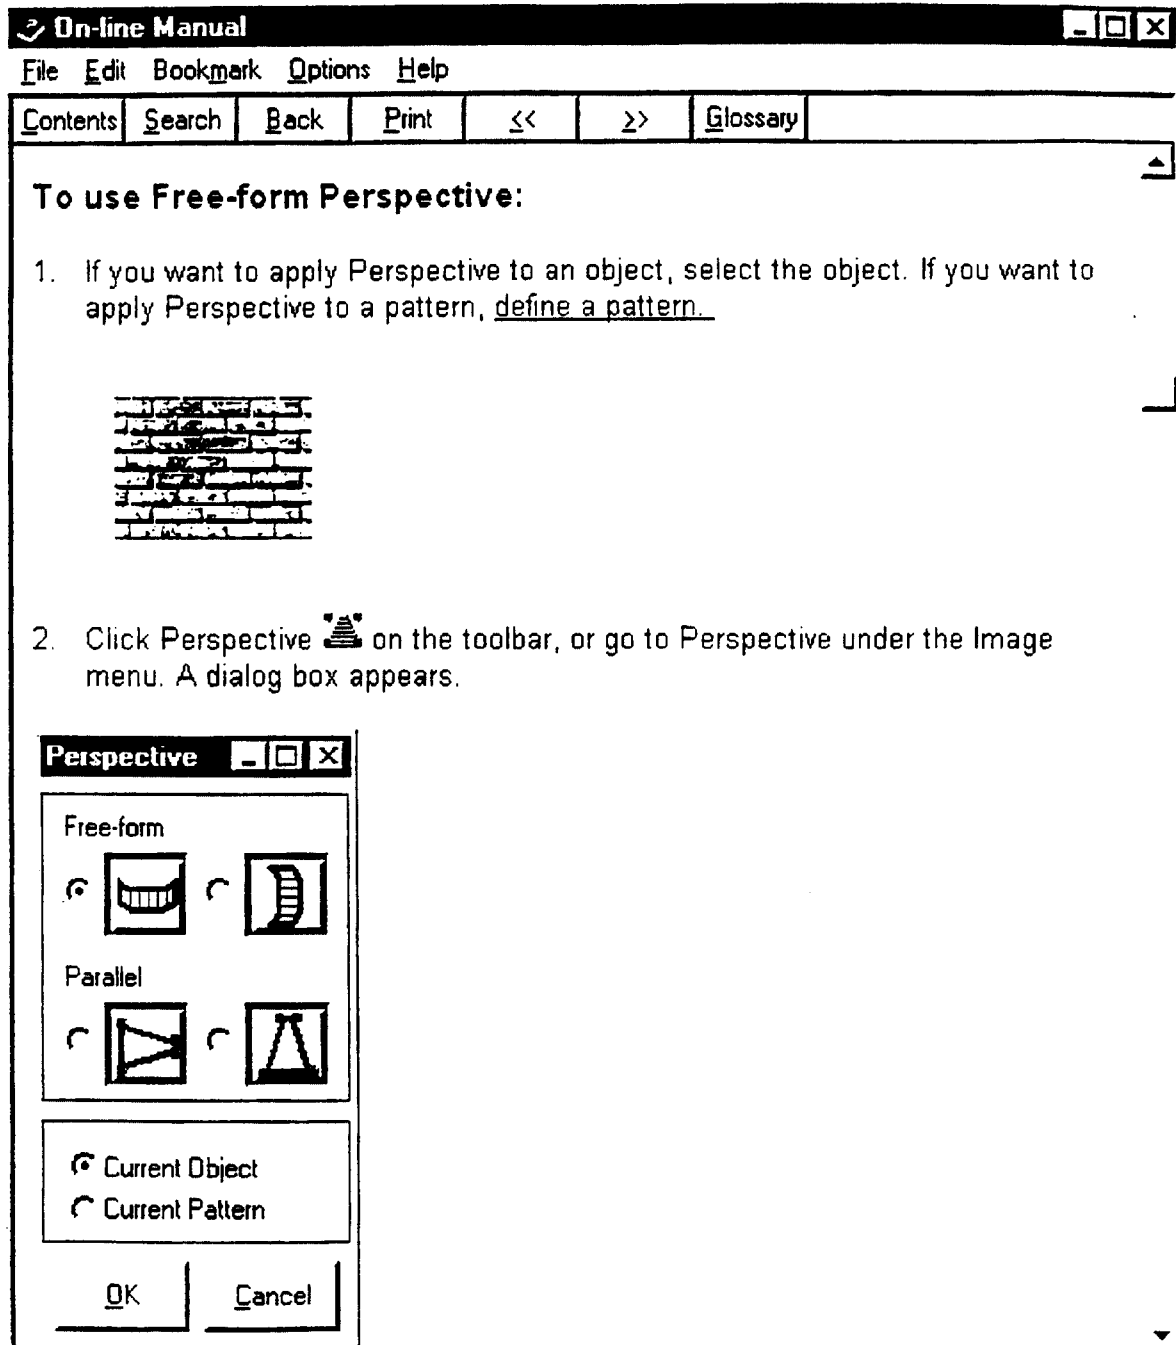 On-line Manual
File Edit Bookmark Options Help
Contents Search Back Print << >> Glossary
To use Free-form Perspective:
1. If you want to apply Perspective to an object, select the object. If you want to
apply Perspective to a pattern, define a pattern.
2. Click Perspective on the toolbar, or go to Perspective under the Image
menu. A dialog box appears.
Perspective
Free-form
Parallel
Current Object
Current Pattern
OK Cancel